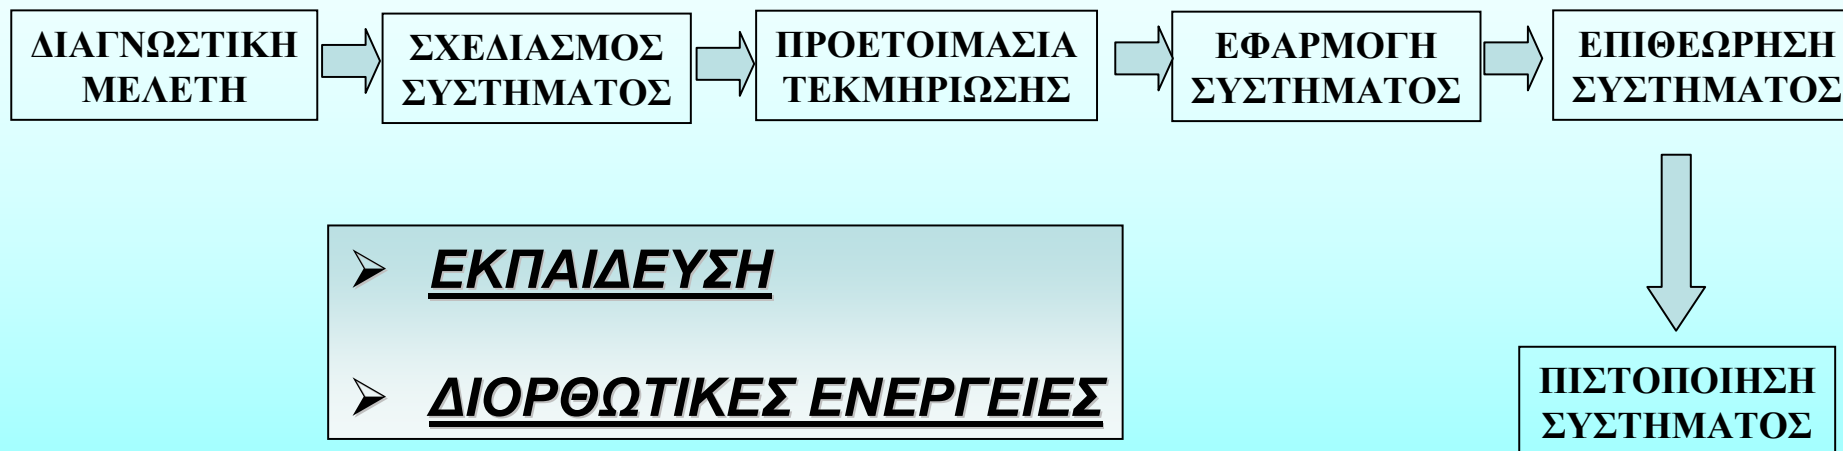 ΔΙΑΓΝΩΣΤΙΚΗ
ΜΕΛΕΤΗ
ΣΧΕΔΙΑΣΜΟΣ
ΣΥΣΤΗΜΑΤΟΣ
ΠΡΟΕΤΟΙΜΑΣΙΑ
ΤΕΚΜΗΡΙΩΣΗΣ
ΕΦΑΡΜΟΓΗ
ΣΥΣΤΗΜΑΤΟΣ
ΕΠΙΘΕΩΡΗΣΗ
ΣΥΣΤΗΜΑΤΟΣ
ΕΚΠΑΙΔΕΥΣΗ
ΔΙΟΡΘΩΤΙΚΕΣ ΕΝΕΡΓΕΙΕΣ
ΠΙΣΤΟΠΟΙΗΣΗ
ΣΥΣΤΗΜΑΤΟΣ